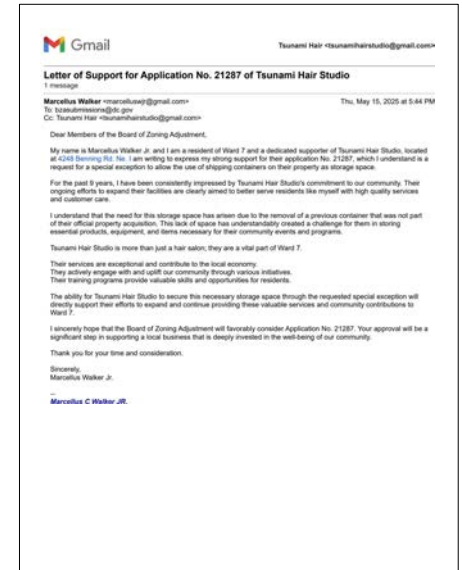 Gmail
Tsunami Hair <tsunamihairstudio@gmail.com>
Letter of Support for Application No. 21287 of Tsunami Hair Studio
1 message
Marcellus Walker <marcelluswjr@gmail.com>
Thu, May 15, 2025 at 5:44 PM
To: bzasubmissions@dc.gov
Cc: Tsunami Hair <tsunamihairstudio@gmail.com>
Dear Members of the Board of Zoning Adjustment,
My name is Marcellus Walker Jr. and I am a resident of Ward 7 and a dedicated supporter of Tsunami Hair Studio, located
at 4248 Benning Rd. Ne. I am writing to express my strong support for their application No. 21287, which I understand is a
request for a special exception to allow the use of shipping containers on their property as storage space.
For the past 9 years, I have been consistently impressed by Tsunami Hair Studio's commitment to our community. Their
ongoing efforts to expand their facilities are clearly aimed to better serve residents like myself with high quality services
and customer care.
I understand that the need for this storage space has arisen due to the removal of a previous container that was not part
of their official property acquisition. This lack of space has understandably created a challenge for them in storing
essential products, equipment, and items necessary for their community events and programs.
Tsunami Hair Studio is more than just a hair salon; they are a vital part of Ward 7.
Their services are exceptional and contribute to the local economy.
They actively engage with and uplift our community through various initiatives.
Their training programs provide valuable skills and opportunities for residents.
The ability for Tsunami Hair Studio to secure this necessary storage space through the requested special exception will
directly support their efforts to expand and continue providing these valuable services and community contributions to
Ward 7.
I sincerely hope that the Board of Zoning Adjustment will favorably consider Application No. 21287. Your approval will be a
significant step in supporting a local business that is deeply invested in the well-being of our community.
Thank you for your time and consideration.
Sincerely,
Marcellus Walker Jr.
--
Marcellus C Walker JR.